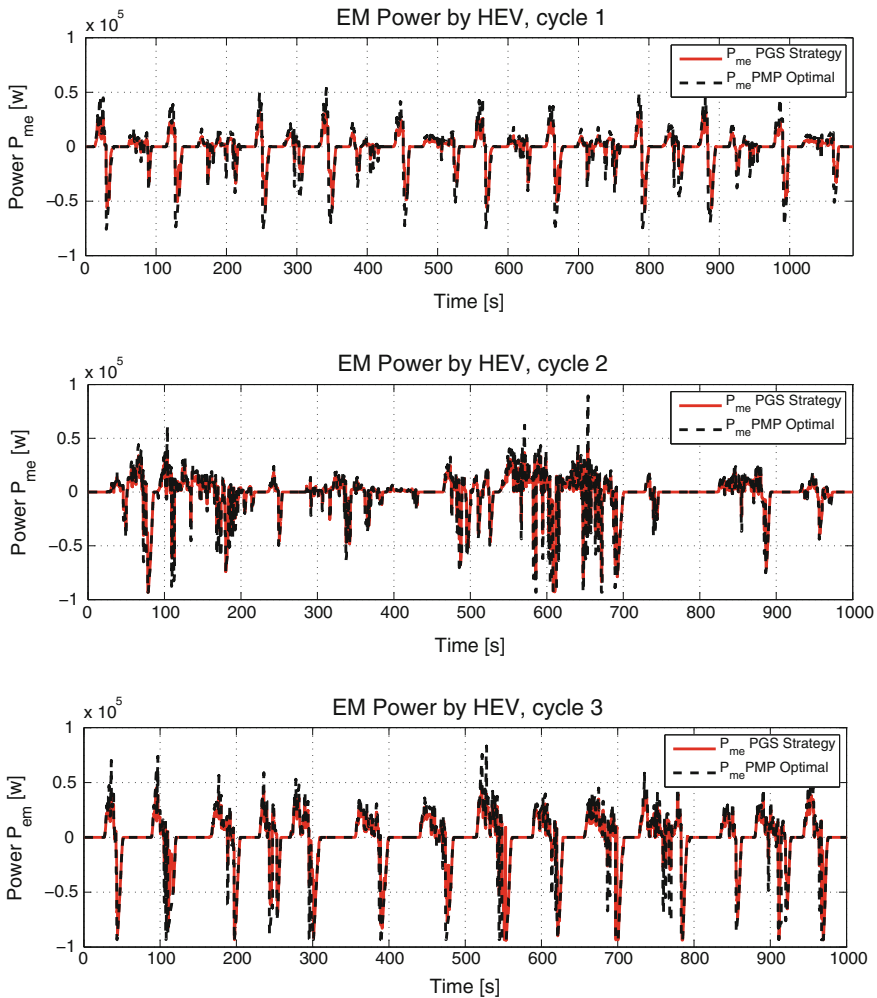 EM Power by HEV, cycle 1
x 10^5
P_me PGS Strategy
P_me PMP Optimal
Power P_me [w]
1
0.5
0
−0.5
−1
0 100 200 300 400 500 600 700 800 900 1000
Time [s]
EM Power by HEV, cycle 2
x 10^5
P_me PGS Strategy
P_me PMP Optimal
Power P_me [w]
1
0.5
0
−0.5
−1
0 100 200 300 400 500 600 700 800 900 1000
Time [s]
EM Power by HEV, cycle 3
x 10^5
P_me PGS Strategy
P_me PMP Optimal
Power P_em [w]
1
0.5
0
−0.5
−1
0 100 200 300 400 500 600 700 800 900 1000
Time [s]